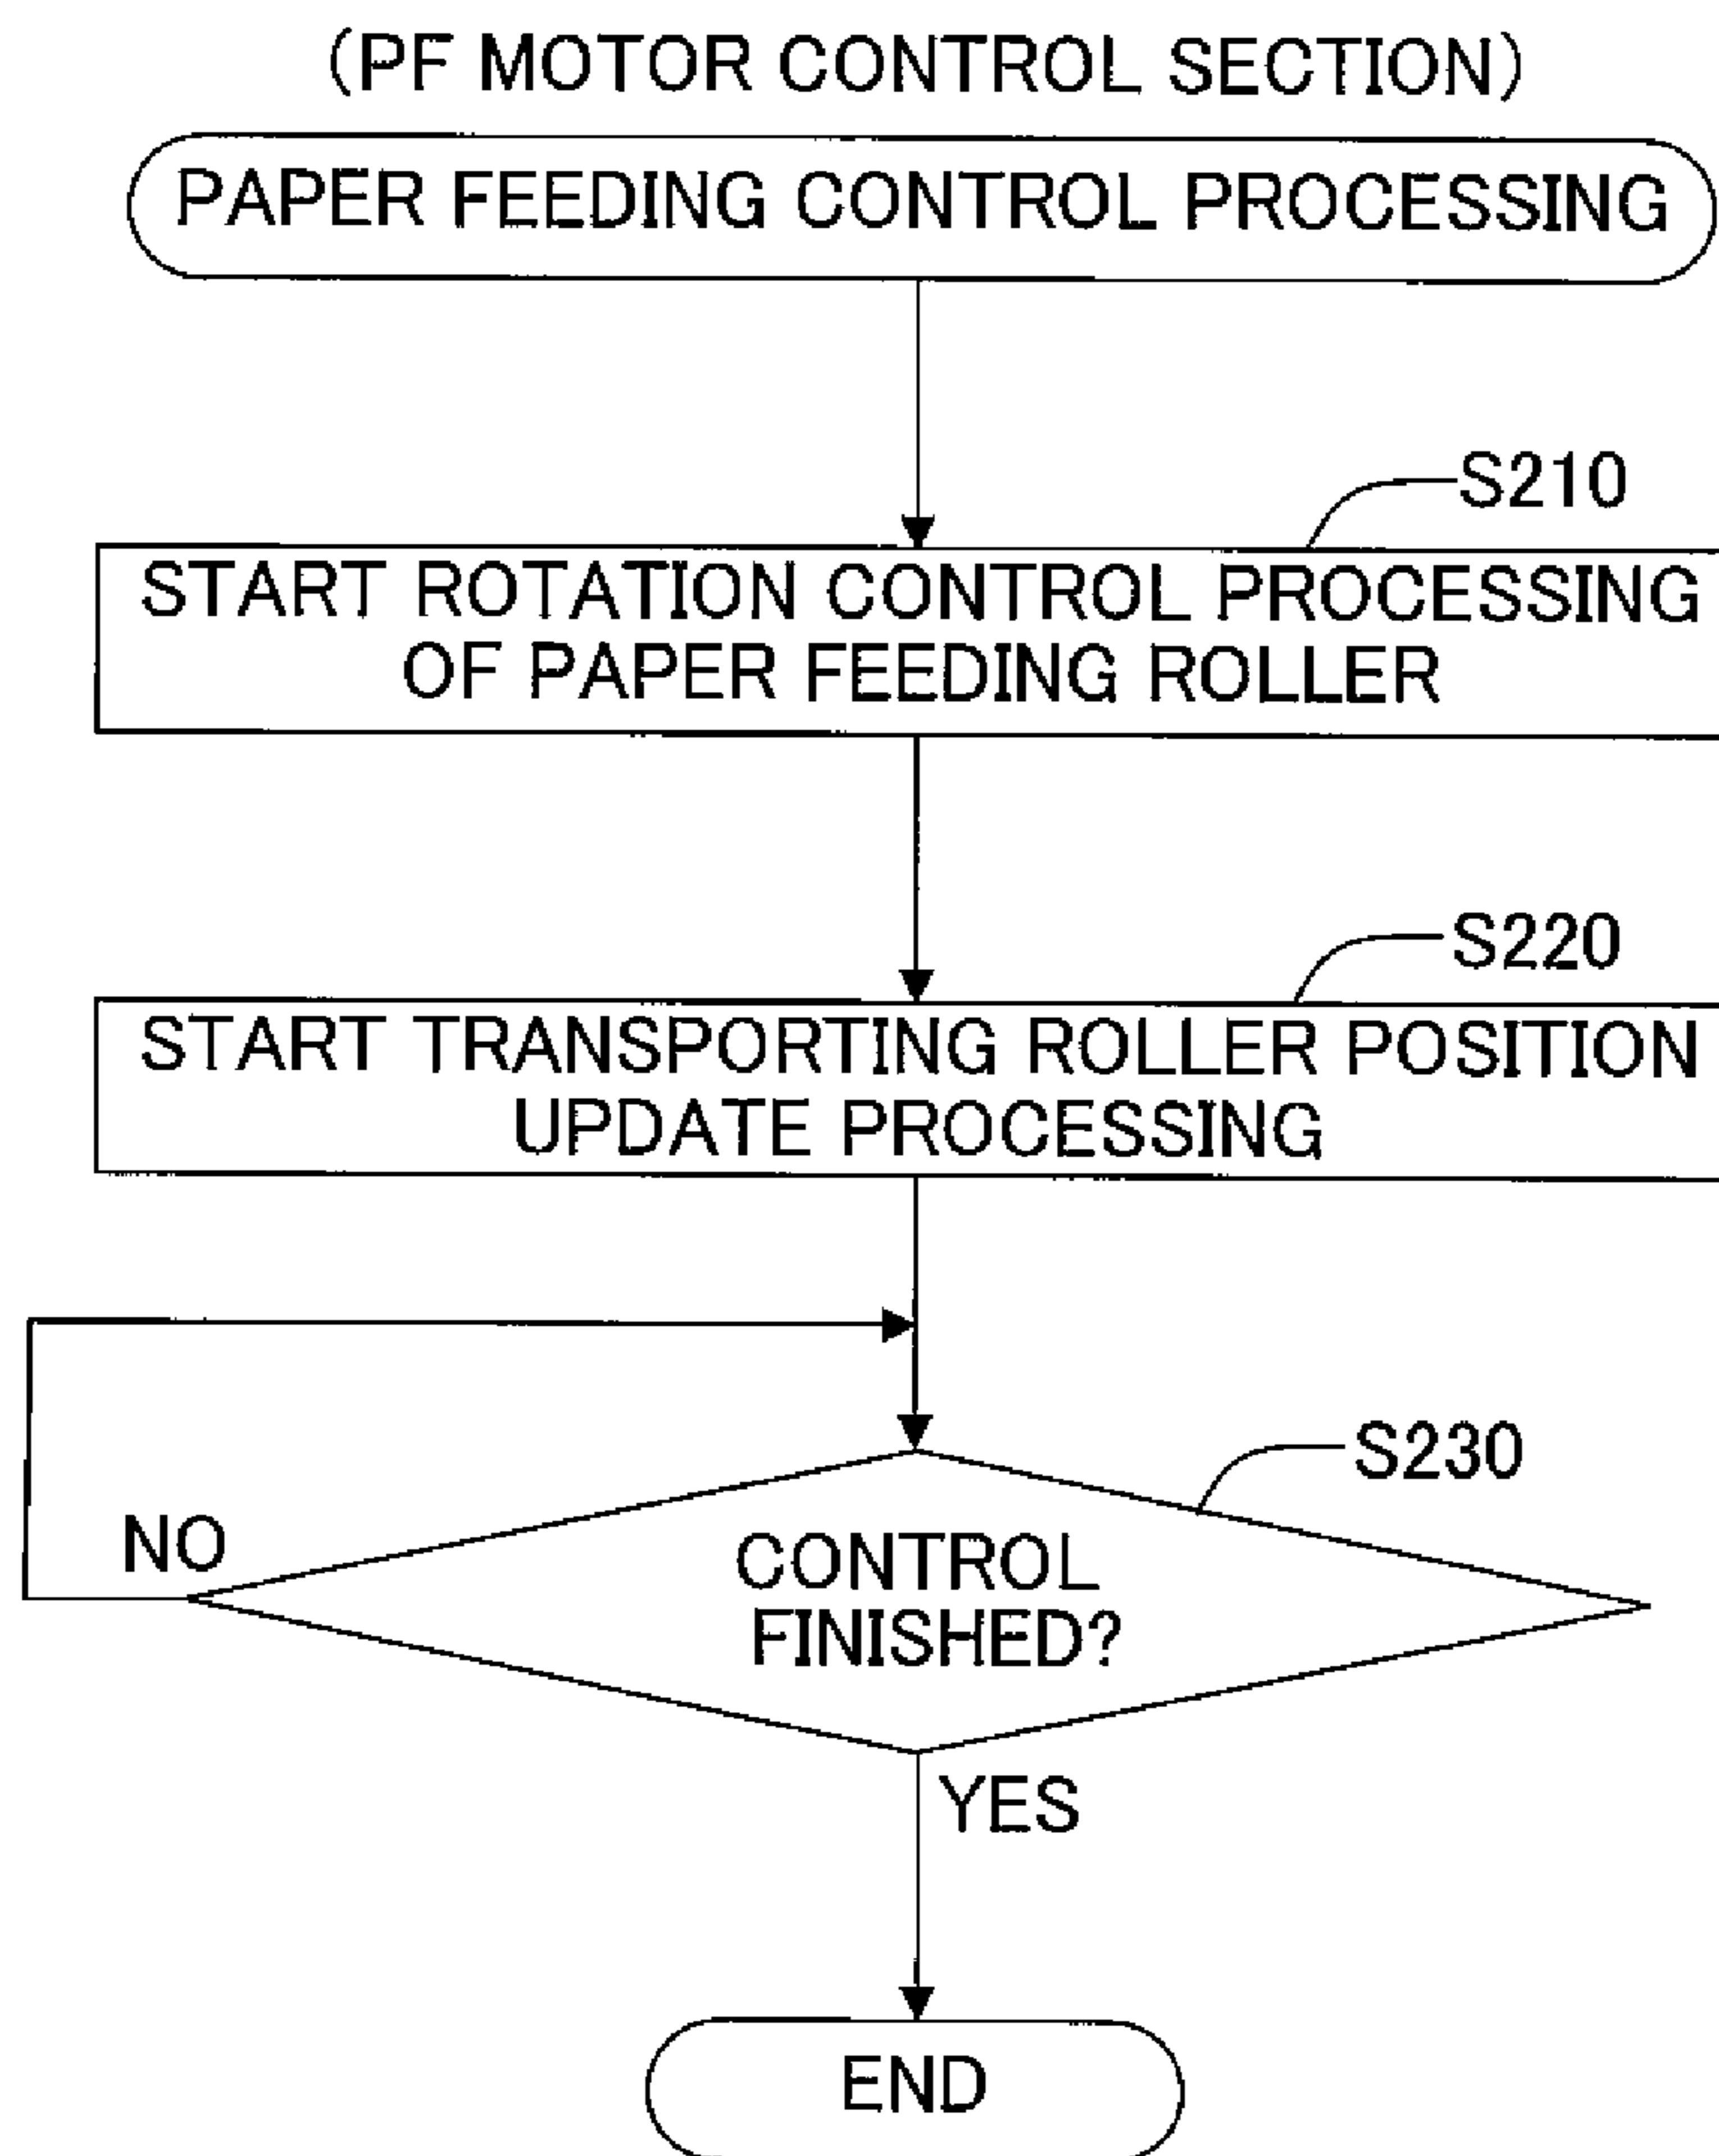 (PF MOTOR CONTROL SECTION)
PAPER FEEDING CONTROL PROCESSING
S210
START ROTATION CONTROL PROCESSING
OF PAPER FEEDING ROLLER
S220
START TRANSPORTING ROLLER POSITION
UPDATE PROCESSING
S230
NO
CONTROL
FINISHED?
YES
END